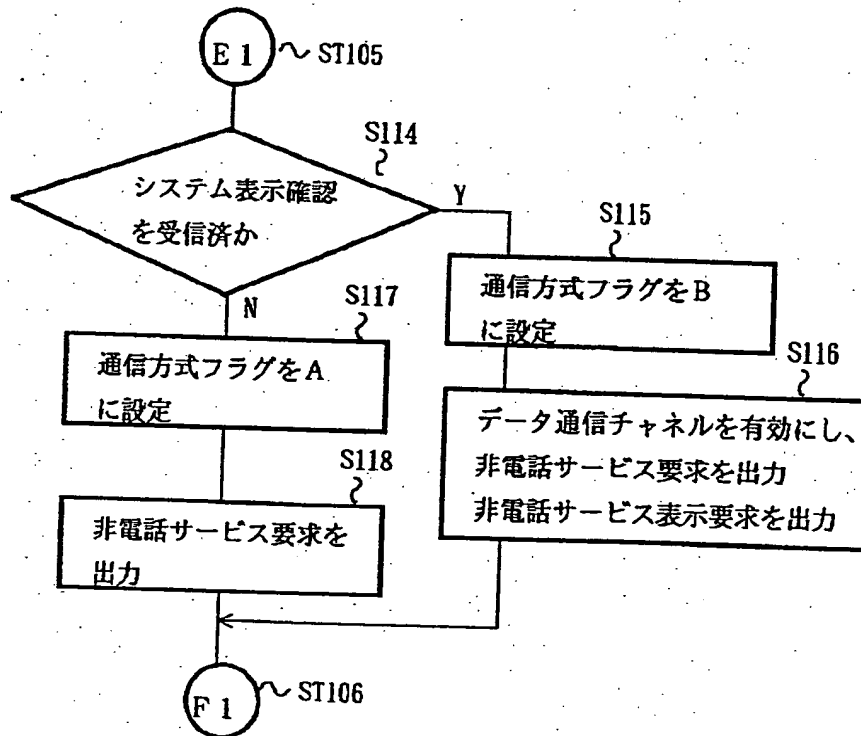 E1
ST105
S114
システム表示確認
を受信済か
Y
N
S115
通信方式フラグをB
に設定
S117
通信方式フラグをA
に設定
S116
データ通信チャネルを有効にし、
非電話サービス要求を出力
非電話サービス表示要求を出力
S118
非電話サービス要求を
出力
F1
ST106